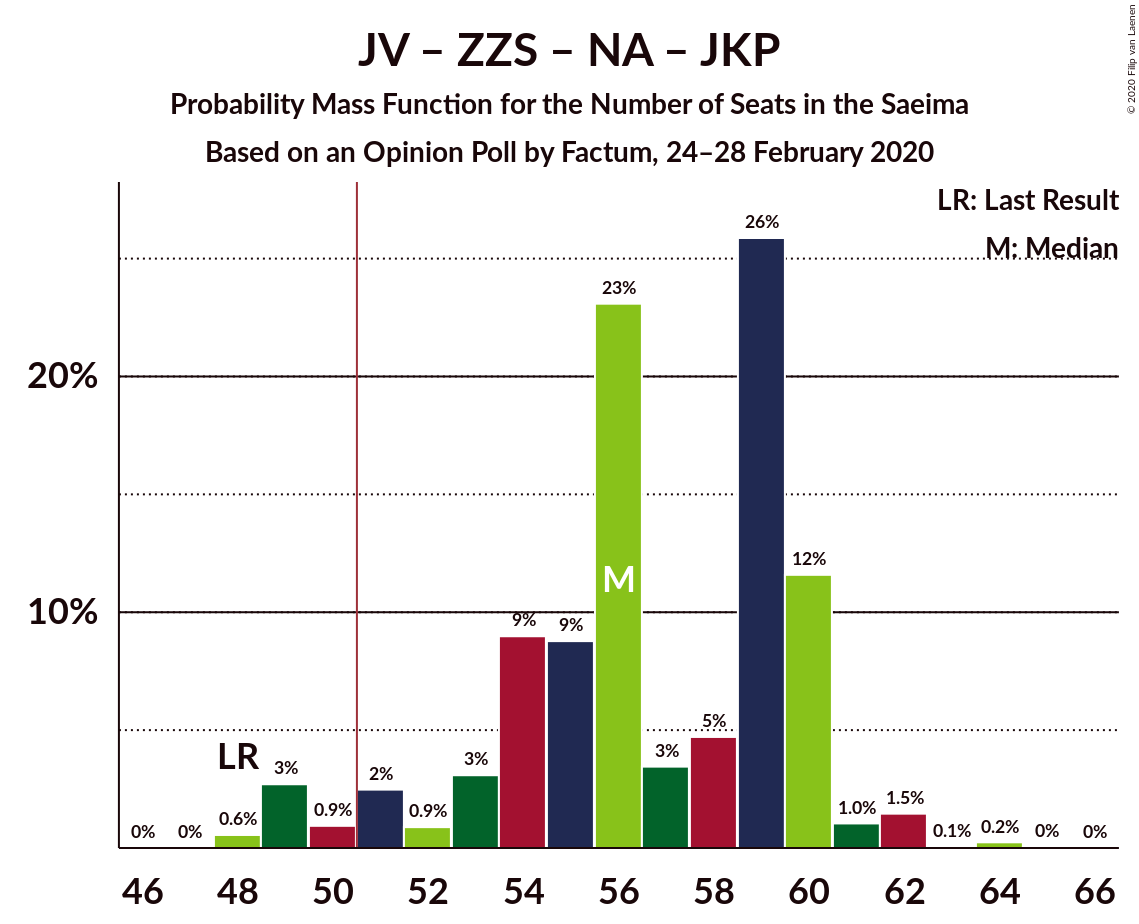 JV – ZZS – NA – JKP
Probability Mass Function for the Number of Seats in the Saeima
Based on an Opinion Poll by Factum, 24–28 February 2020
© 2020 Filip van Laenen
LR: Last Result
M: Median
20%
10%
0% 0% 0.6% 3% 0.9% 2% 0.9% 3% 9% 9% 23% 3% 5% 26% 12% 1.0% 1.5% 0.1% 0.2% 0% 0%
LR
M
46 48 50 52 54 56 58 60 62 64 66